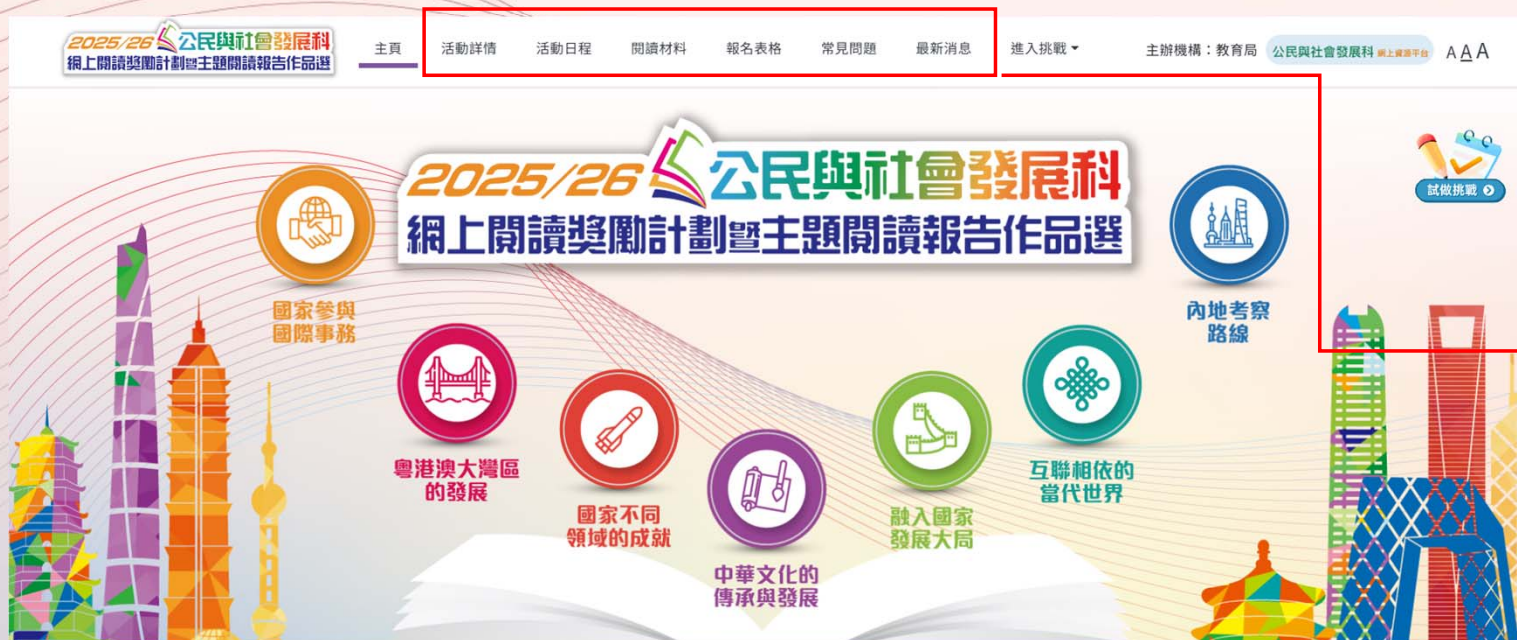 2025/26 公民與社會發展科
網上閱讀獎勵計劃暨主題閱讀報告作品選
主頁 活動詳情 活動日程 閱讀材料 報名表格 常見問題 最新消息 進入挑戰
主辦機構：教育局
公民與社會發展科 網上資源平台
A A A
2025/26 公民與社會發展科
網上閱讀獎勵計劃暨主題閱讀報告作品選
試做挑戰
國家參與
國際事務
內地考察
路線
粵港澳大灣區
的發展
互聯相依的
當代世界
國家不同
領域的成就
融入國家
發展大局
中華文化的
傳承與發展